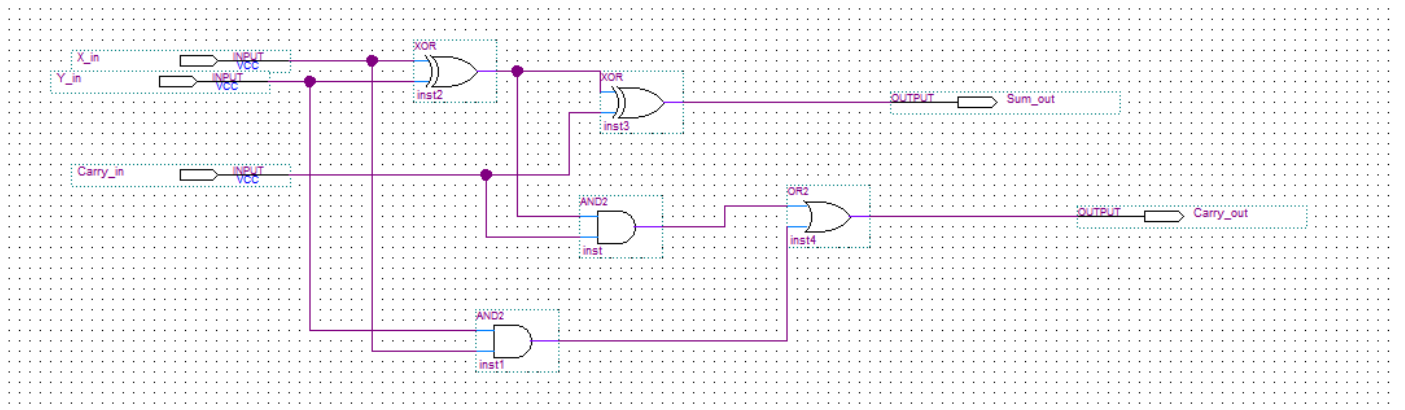 XOR
X_in INPUT
VCC
Y_in INPUT
VCC
inst2
XOR
OUTPUT Sum_out
inst3
Carry_in INPUT
VCC
AND2
OR2
OUTPUT Carry_out
inst4
inst
AND2
inst1